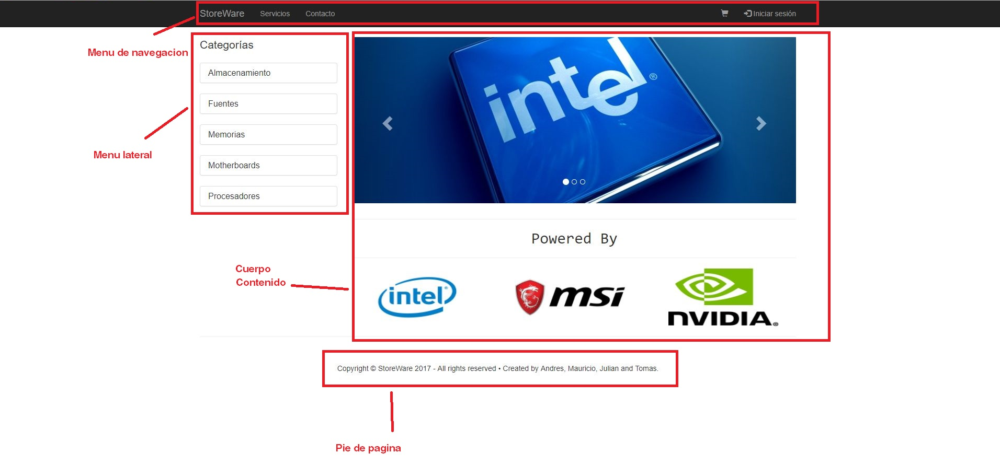 StoreWare Servicios Contacto Iniciar sesión
Menu de navegacion
Categorías
Almacenamiento
Fuentes
Memorias
Motherboards
Procesadores
Menu lateral
intel®
Powered By
Cuerpo
Contenido
intel® msi nVIDIA®
Copyright © StoreWare 2017 - All rights reserved • Created by Andres, Mauricio, Julian and Tomas.
Pie de pagina